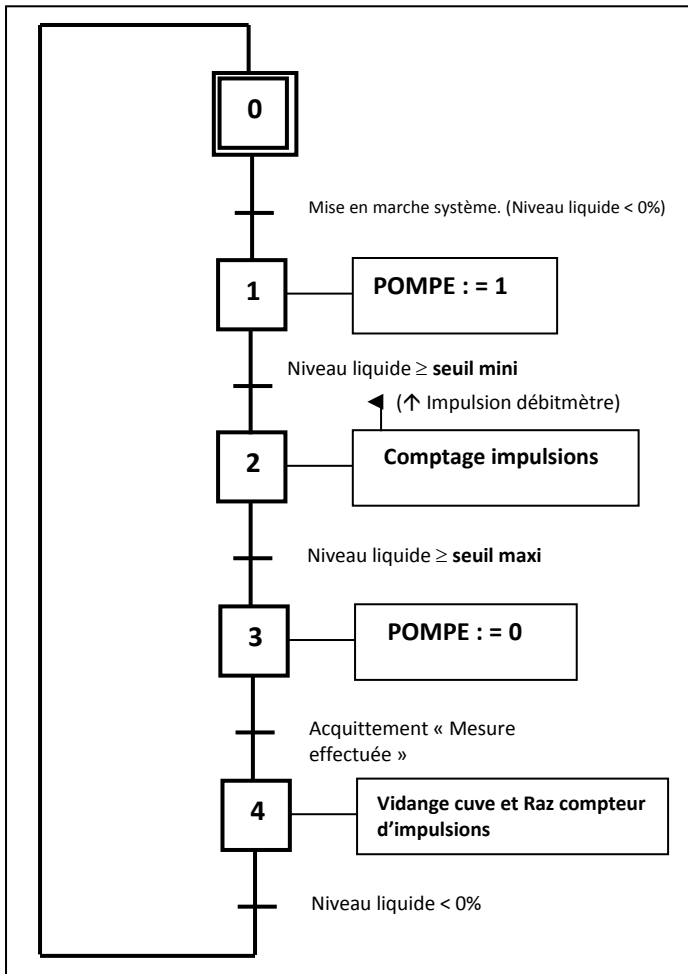 0
Mise en marche système. (Niveau liquide < 0%)
1
POMPE : = 1
Niveau liquide ≥ seuil mini
(↑ Impulsion débitmètre)
2
Comptage impulsions
Niveau liquide ≥ seuil maxi
3
POMPE : = 0
Acquittement « Mesure
effectuée »
4
Vidange cuve et Raz compteur
d’impulsions
Niveau liquide < 0%